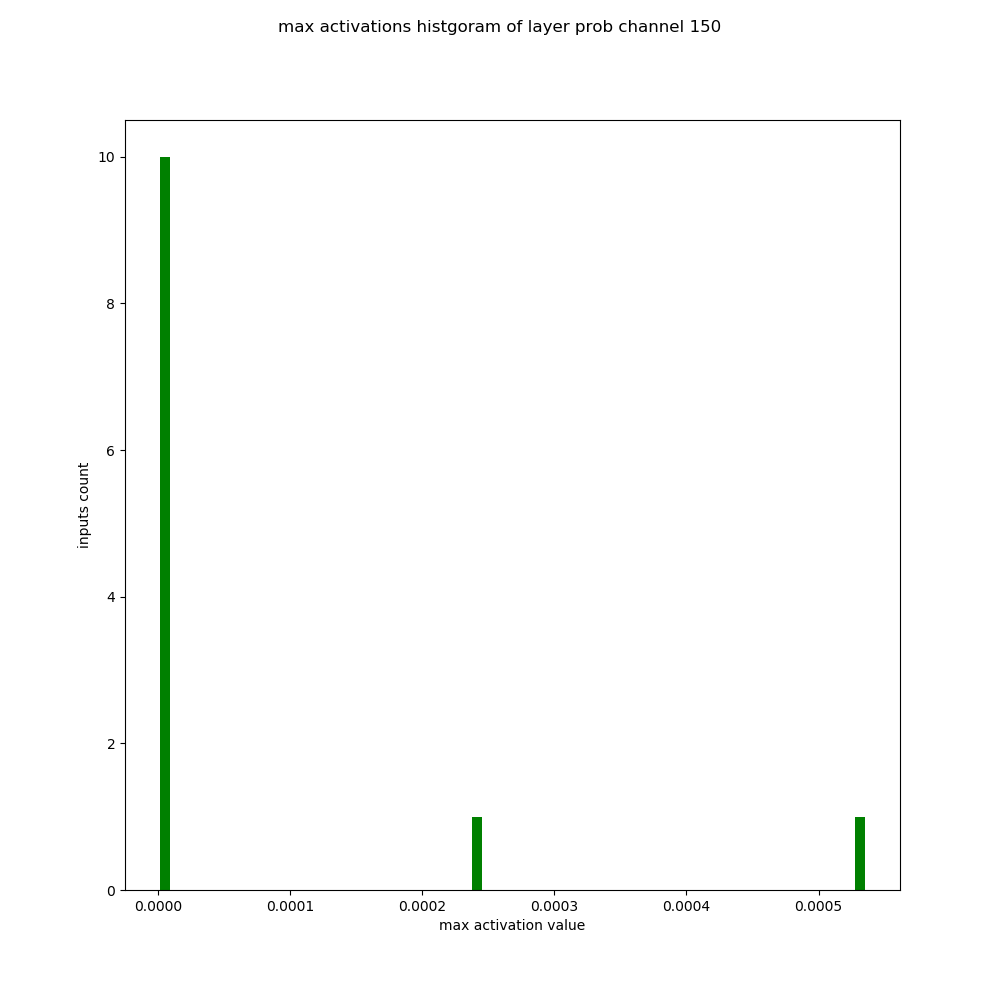 max activations histgoram of layer prob channel 150
10
8
6
4
2
0
inputs count
0.0000 0.0001 0.0002 0.0003 0.0004 0.0005
max activation value